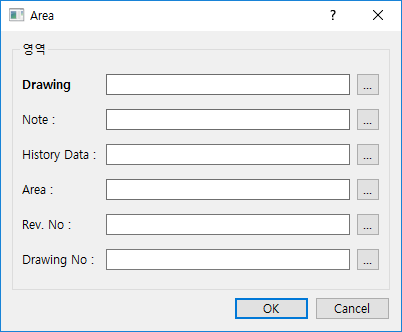 Area
?
영역
Drawing ...
Note : ...
History Data : ...
Area : ...
Rev. No : ...
Drawing No : ...
OK Cancel